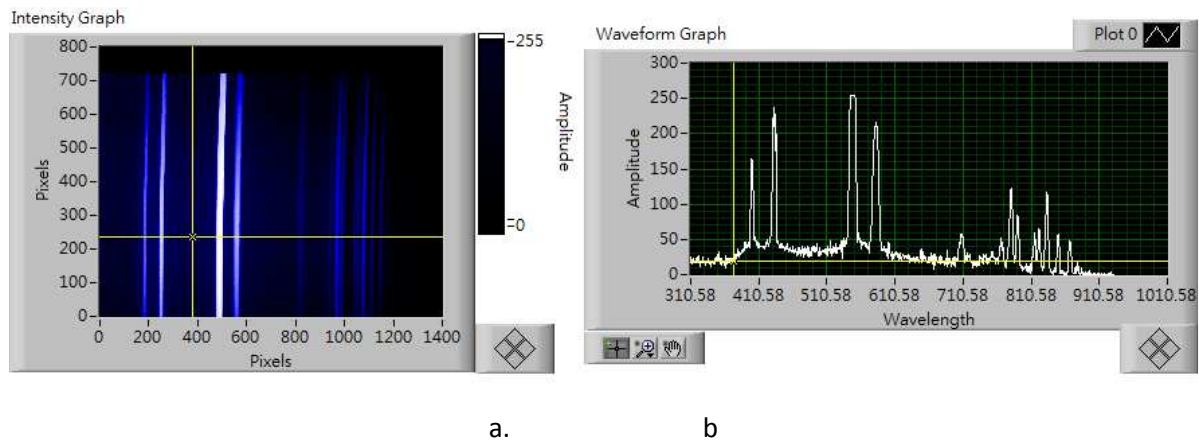 Intensity Graph
800
700
600
500
400
300
200
100
0
Pixels
0 200 400 600 800 1000 1200 1400
Pixels
-255
=0
Amplitude
Waveform Graph
Plot 0
300
250
200
150
100
50
0
Amplitude
310.58 410.58 510.58 610.58 710.58 810.58 910.58 1010.58
Wavelength
a. b